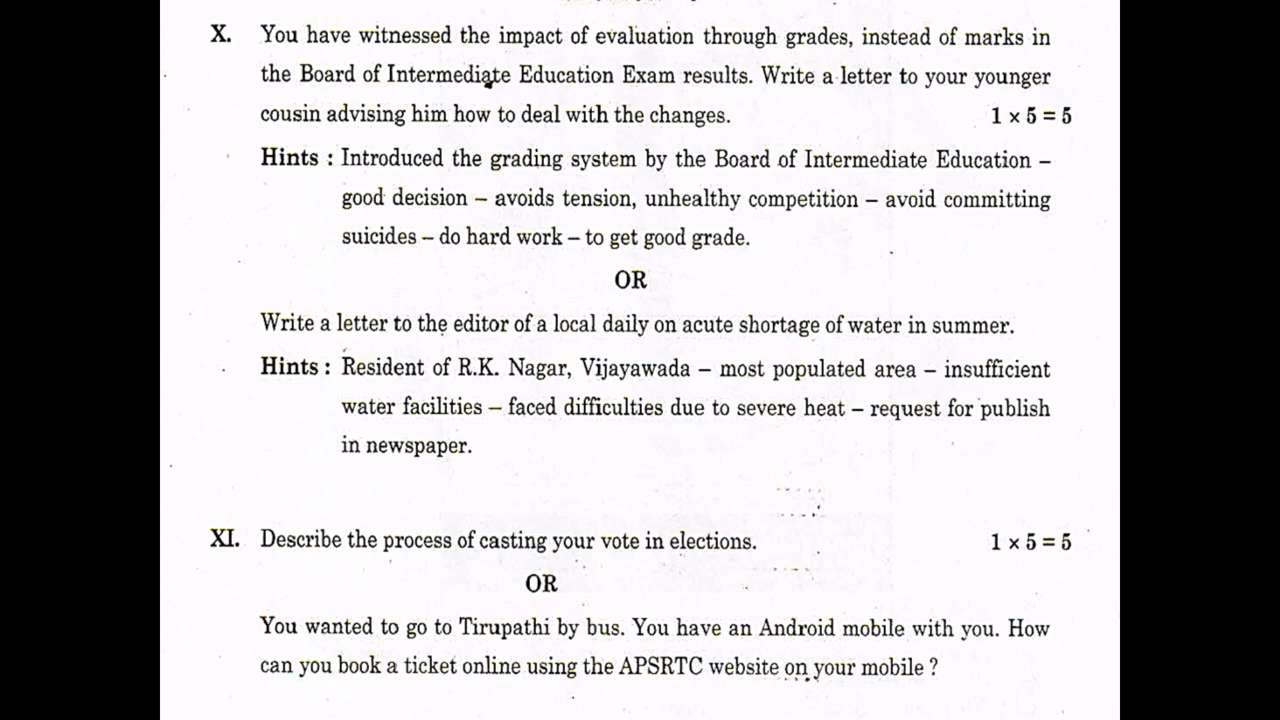 X. You have witnessed the impact of evaluation through grades, instead of marks in
the Board of Intermediate Education Exam results. Write a letter to your younger
cousin advising him how to deal with the changes. 1 × 5 = 5
Hints : Introduced the grading system by the Board of Intermediate Education –
good decision – avoids tension, unhealthy competition – avoid committing
suicides – do hard work – to get good grade.
OR
Write a letter to the editor of a local daily on acute shortage of water in summer.
Hints : Resident of R.K. Nagar, Vijayawada – most populated area – insufficient
water facilities – faced difficulties due to severe heat – request for publish
in newspaper.
XI. Describe the process of casting your vote in elections. 1 × 5 = 5
OR
You wanted to go to Tirupathi by bus. You have an Android mobile with you. How
can you book a ticket online using the APSRTC website on your mobile ?